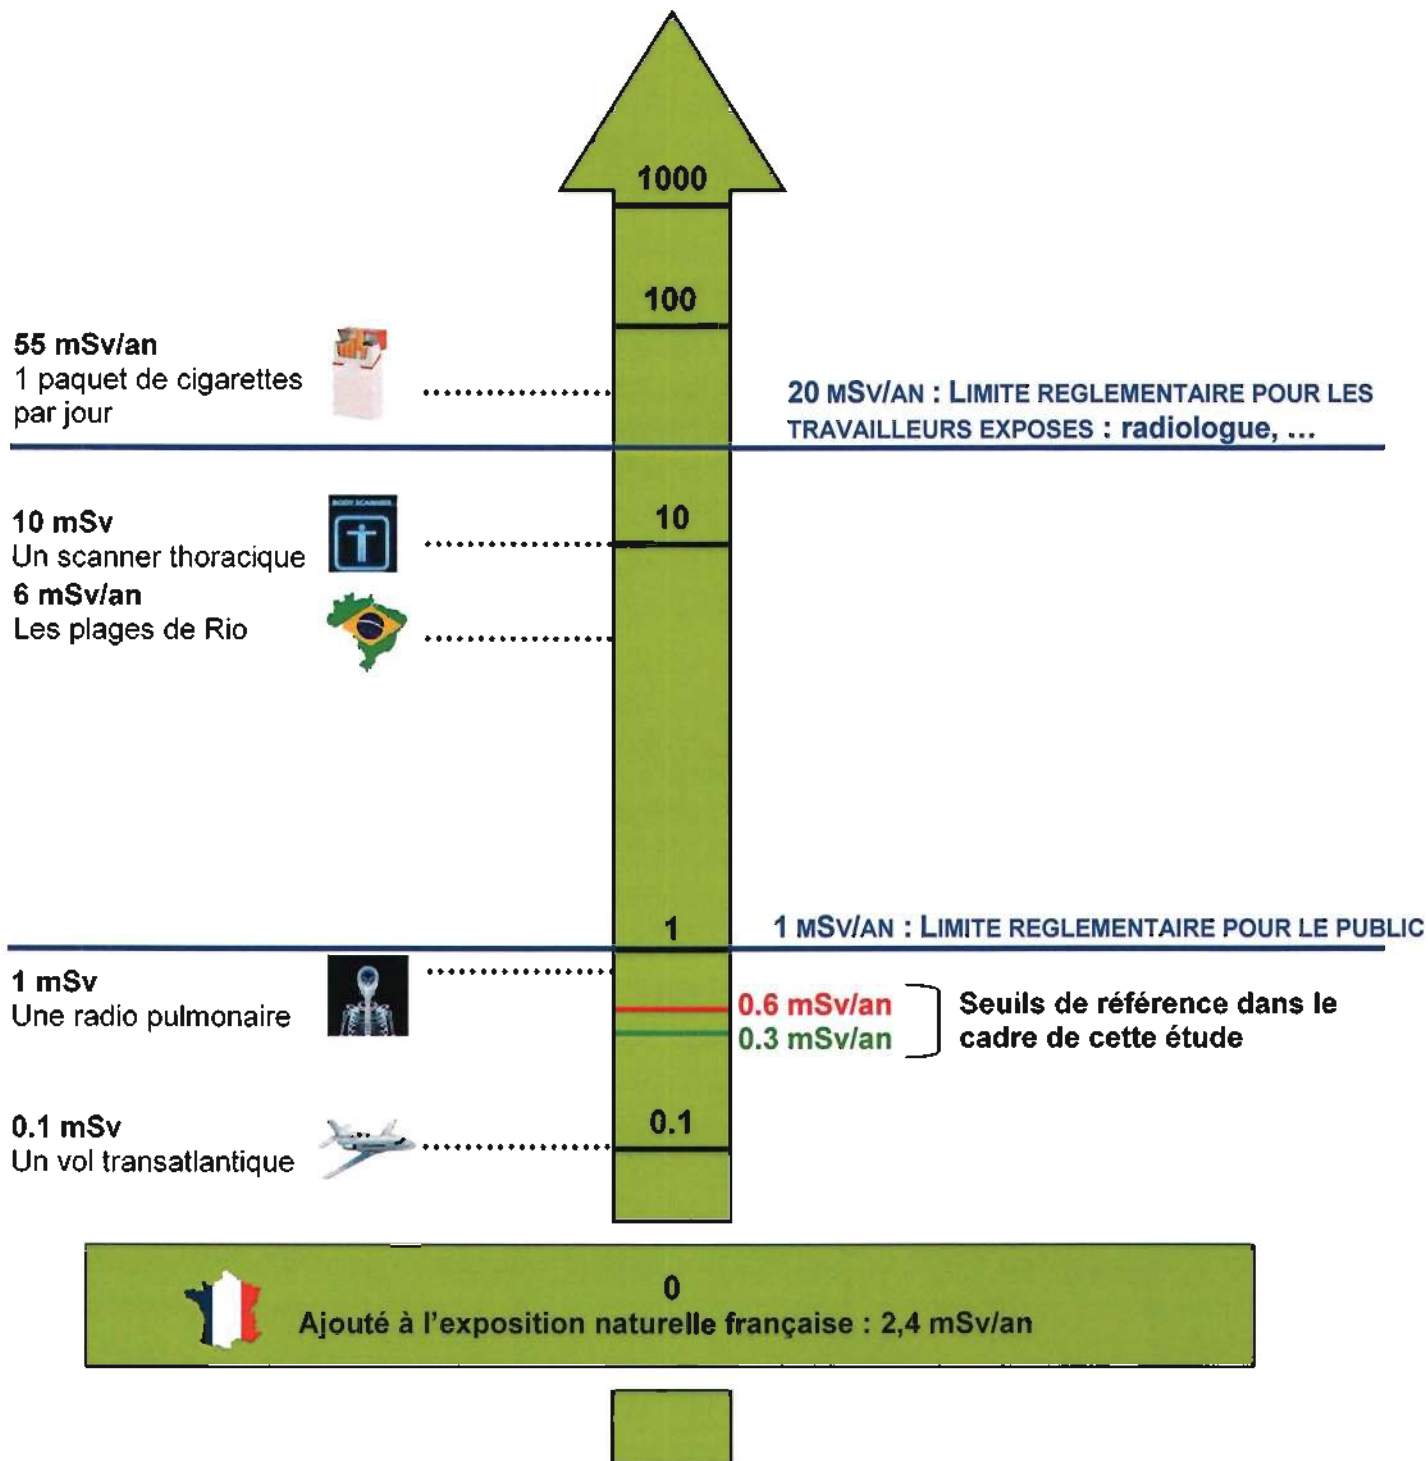 1000
100
55 mSv/an
1 paquet de cigarettes
par jour
20 MSV/AN : LIMITE REGLEMENTAIRE POUR LES
TRAVAILLEURS EXPOSES : radiologue, ...
BODY SCANNER
10 mSv
Un scanner thoracique
10
6 mSv/an
Les plages de Rio
1
1 MSV/AN : LIMITE REGLEMENTAIRE POUR LE PUBLIC
1 mSv
Une radio pulmonaire
0.6 mSv/an
0.3 mSv/an
Seuils de référence dans le
cadre de cette étude
0.1 mSv
Un vol transatlantique
0.1
0
Ajouté à l'exposition naturelle française : 2,4 mSv/an